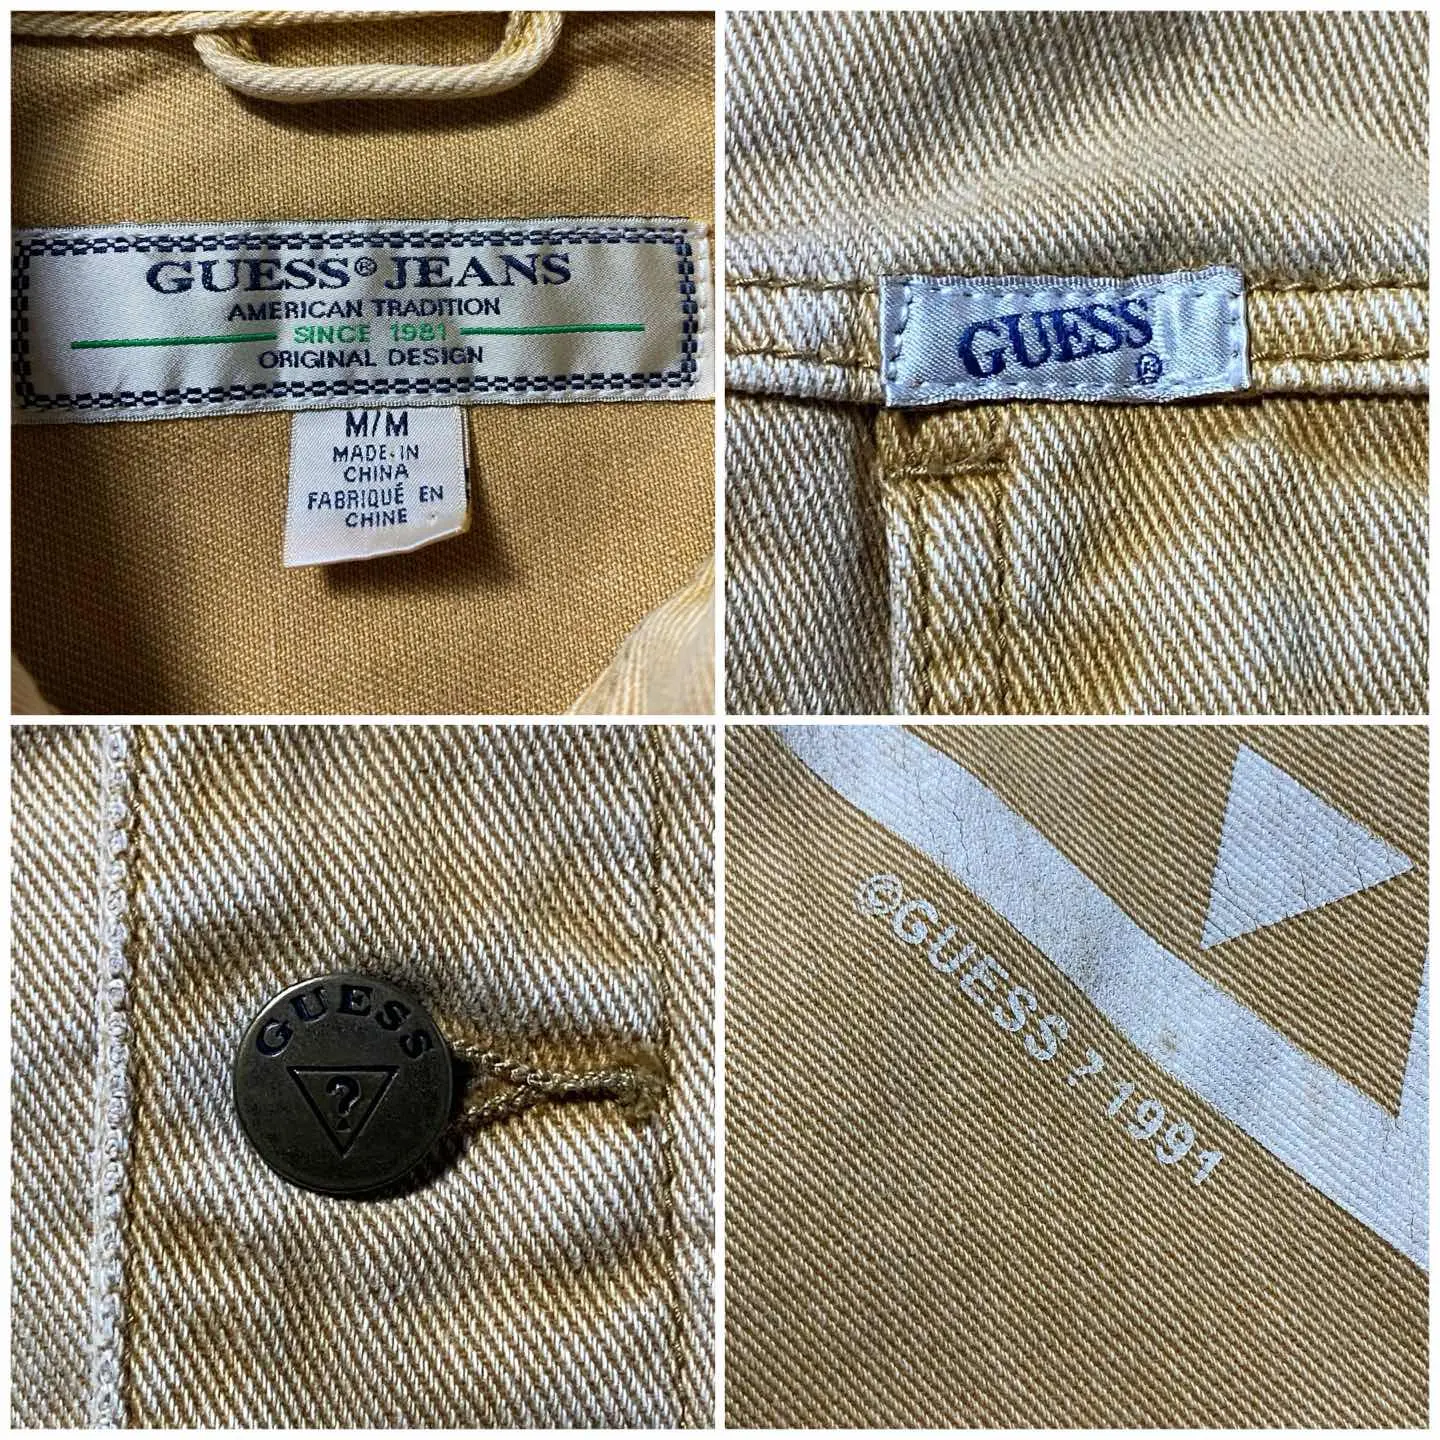 GUESS® JEANS
AMERICAN TRADITION
SINCE 1981
ORIGINAL DESIGN
M/M
MADE IN
CHINA
FABRIQUÉ EN
CHINE
GUESS
®
GUESS
?
©GUESS ? 1991